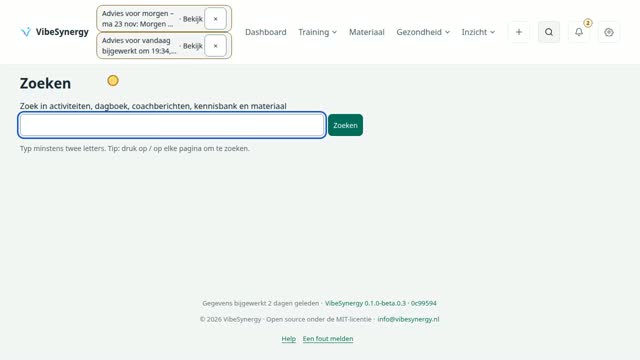 VibeSynergy
Advies voor morgen –
ma 23 nov: Morgen ...
· Bekijk
×
Advies voor vandaag
bijgewerkt om 19:34,...
· Bekijk
×
Dashboard
Training
Materiaal
Gezondheid
Inzicht
+
2
Zoeken
Zoek in activiteiten, dagboek, coachberichten, kennisbank en materiaal
Zoeken
Typ minstens twee letters. Tip: druk op / op elke pagina om te zoeken.
Gegevens bijgewerkt 2 dagen geleden · VibeSynergy 0.1.0-beta.0.3 · 0c99594
© 2026 VibeSynergy · Open source onder de MIT-licentie · info@vibesynergy.nl
Help Een fout melden